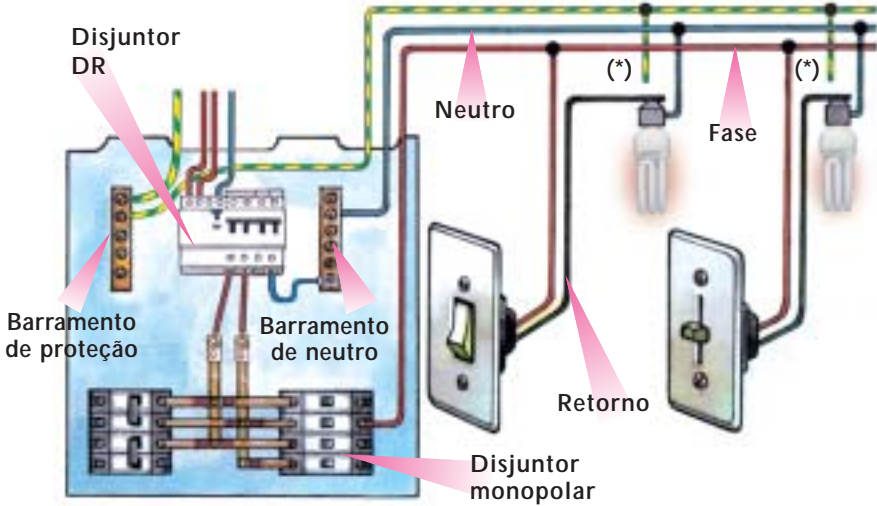 Disjuntor
DR
Neutro
(*)
Fase
(*)
Barramento
de proteção
Barramento
de neutro
Retorno
Disjuntor
monopolar